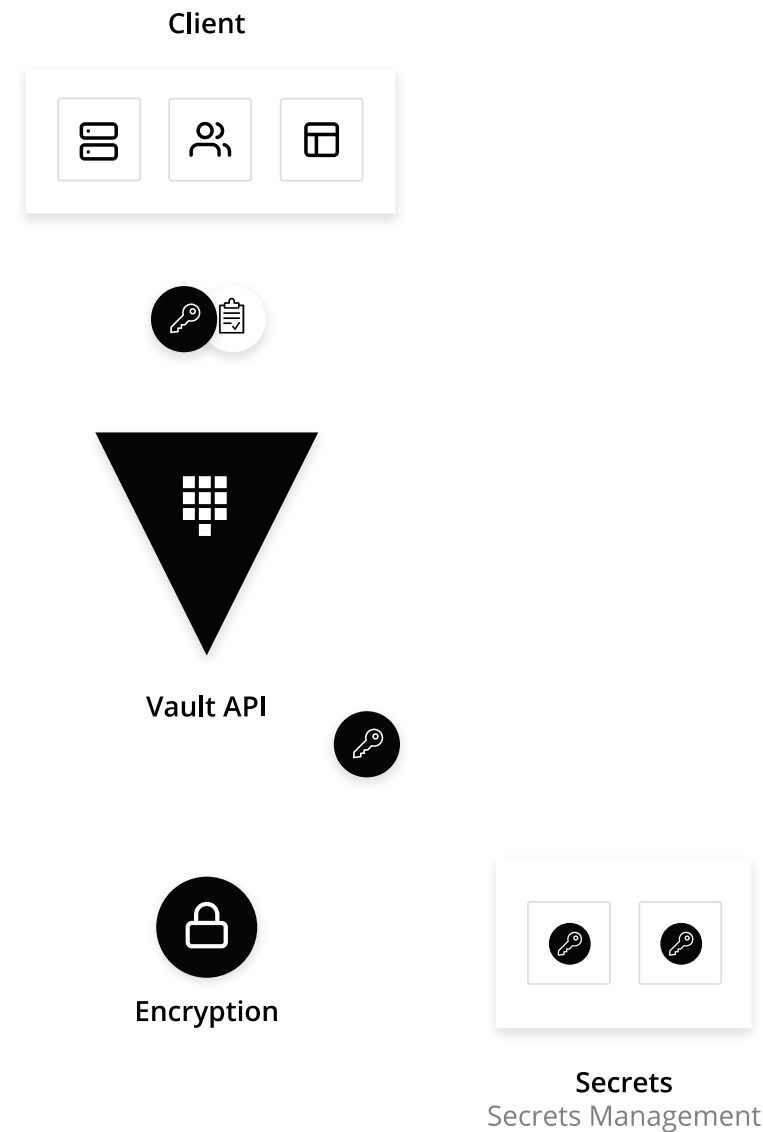 Client
Vault API
Encryption
Secrets
Secrets Management